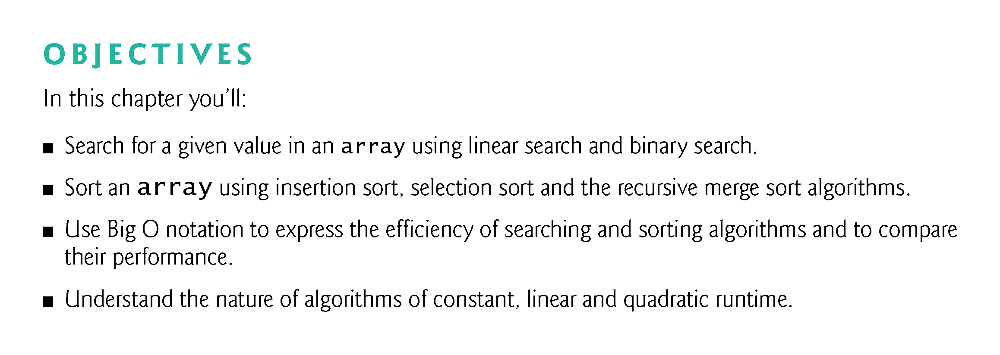 OBJECTIVES
In this chapter you’ll:
■ Search for a given value in an array using linear search and binary search.
■ Sort an array using insertion sort, selection sort and the recursive merge sort algorithms.
■ Use Big O notation to express the efficiency of searching and sorting algorithms and to compare
their performance.
■ Understand the nature of algorithms of constant, linear and quadratic runtime.